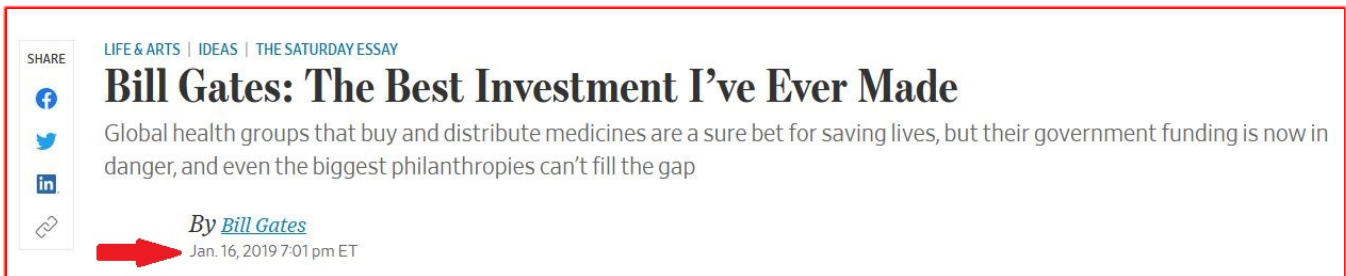 SHARE
LIFE & ARTS | IDEAS | THE SATURDAY ESSAY
Bill Gates: The Best Investment I’ve Ever Made
Global health groups that buy and distribute medicines are a sure bet for saving lives, but their government funding is now in
danger, and even the biggest philanthropies can’t fill the gap
By Bill Gates
Jan. 16, 2019 7:01 pm ET